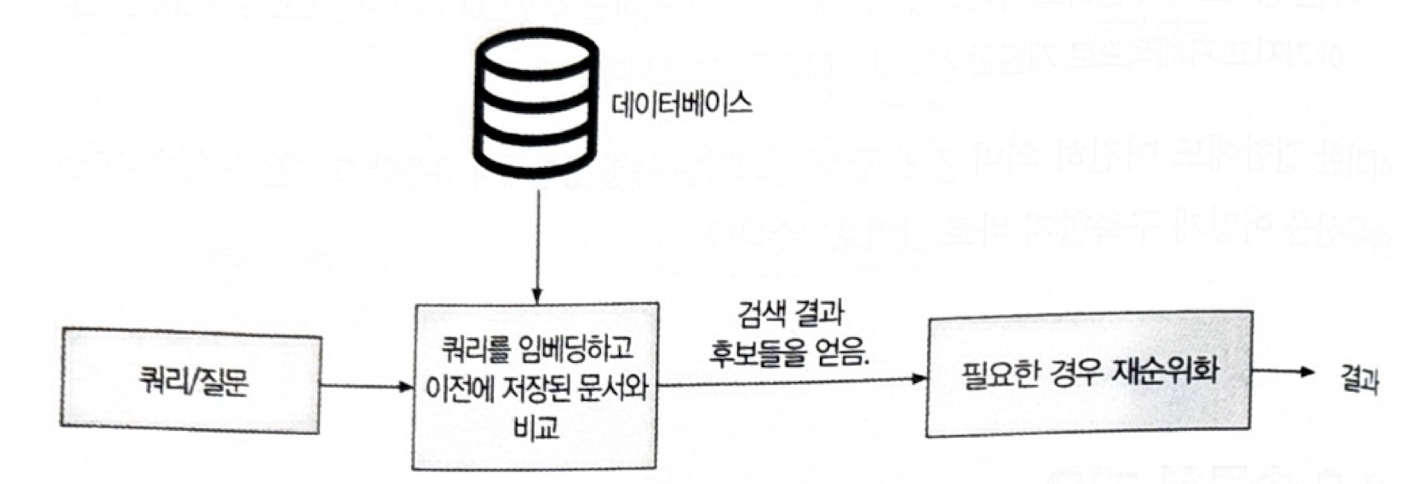 데이터베이스
쿼리/질문
쿼리를 임베딩하고
이전에 저장된 문서와
비교
검색 결과
후보들을 얻음.
필요한 경우 재순위화
결과